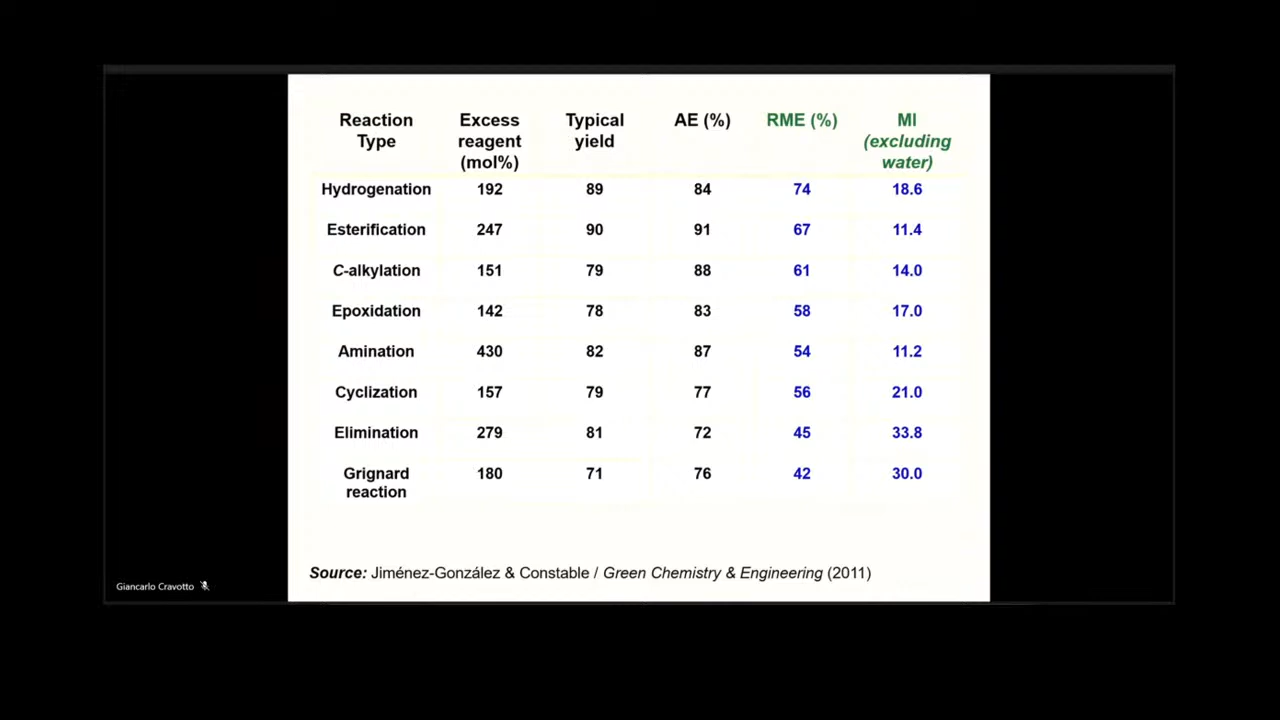 Reaction Type Excess reagent (mol%) Typical yield AE (%) RME (%) MI (excluding water)
Hydrogenation 192 89 84 74 18.6
Esterification 247 90 91 67 11.4
C-alkylation 151 79 88 61 14.0
Epoxidation 142 78 83 58 17.0
Amination 430 82 87 54 11.2
Cyclization 157 79 77 56 21.0
Elimination 279 81 72 45 33.8
Grignard reaction 180 71 76 42 30.0
Source: Jiménez-González & Constable / Green Chemistry & Engineering (2011)
Giancarlo Cravotto